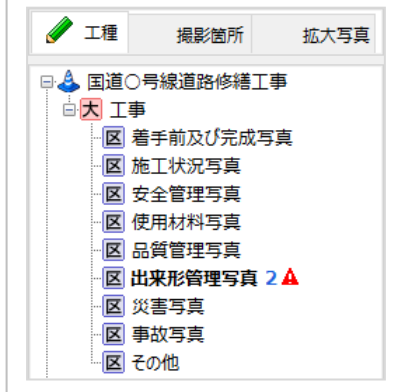 工種 撮影箇所 拡大写真
国道○号線道路修繕工事
大 工事
区 着手前及び完成写真
区 施工状況写真
区 安全管理写真
区 使用材料写真
区 品質管理写真
区 出来形管理写真 2
区 災害写真
区 事故写真
区 その他